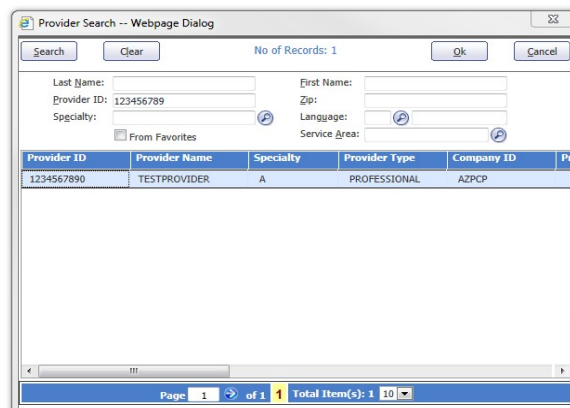 Provider Search -- Webpage Dialog
Search Clear No of Records: 1 Ok Cancel
Last Name: First Name:
Provider ID: 123456789 Zip:
Specialty: Language:
From Favorites Service Area:
Provider ID Provider Name Specialty Provider Type Company ID
1234567890 TESTPROVIDER A PROFESSIONAL AZPCP
Page 1 of 1 1 Total Item(s): 1 10